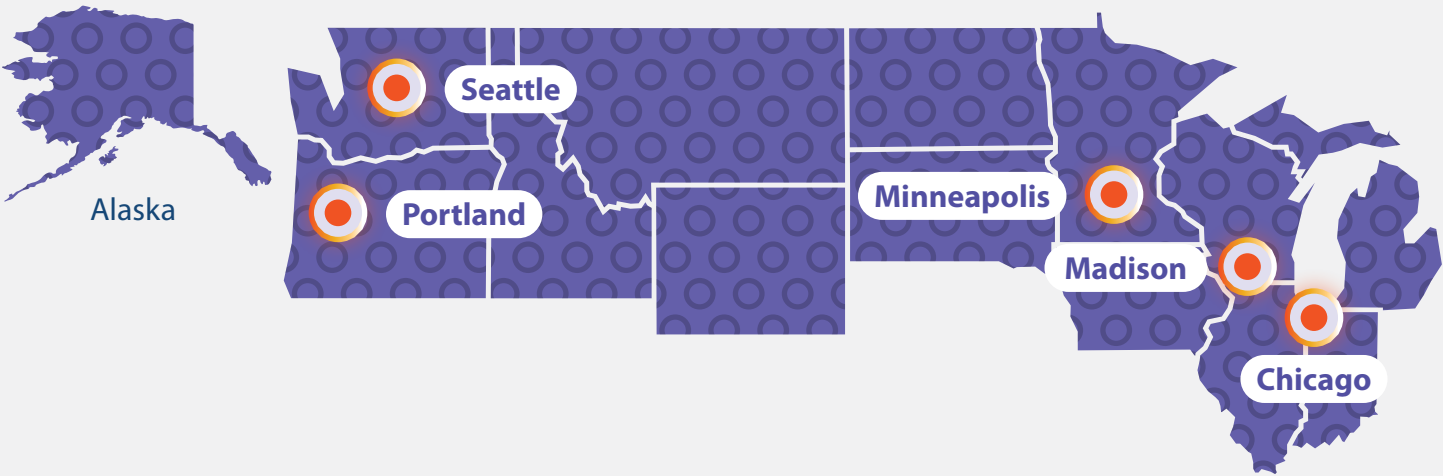 Seattle
Alaska
Portland
Minneapolis
Madison
Chicago